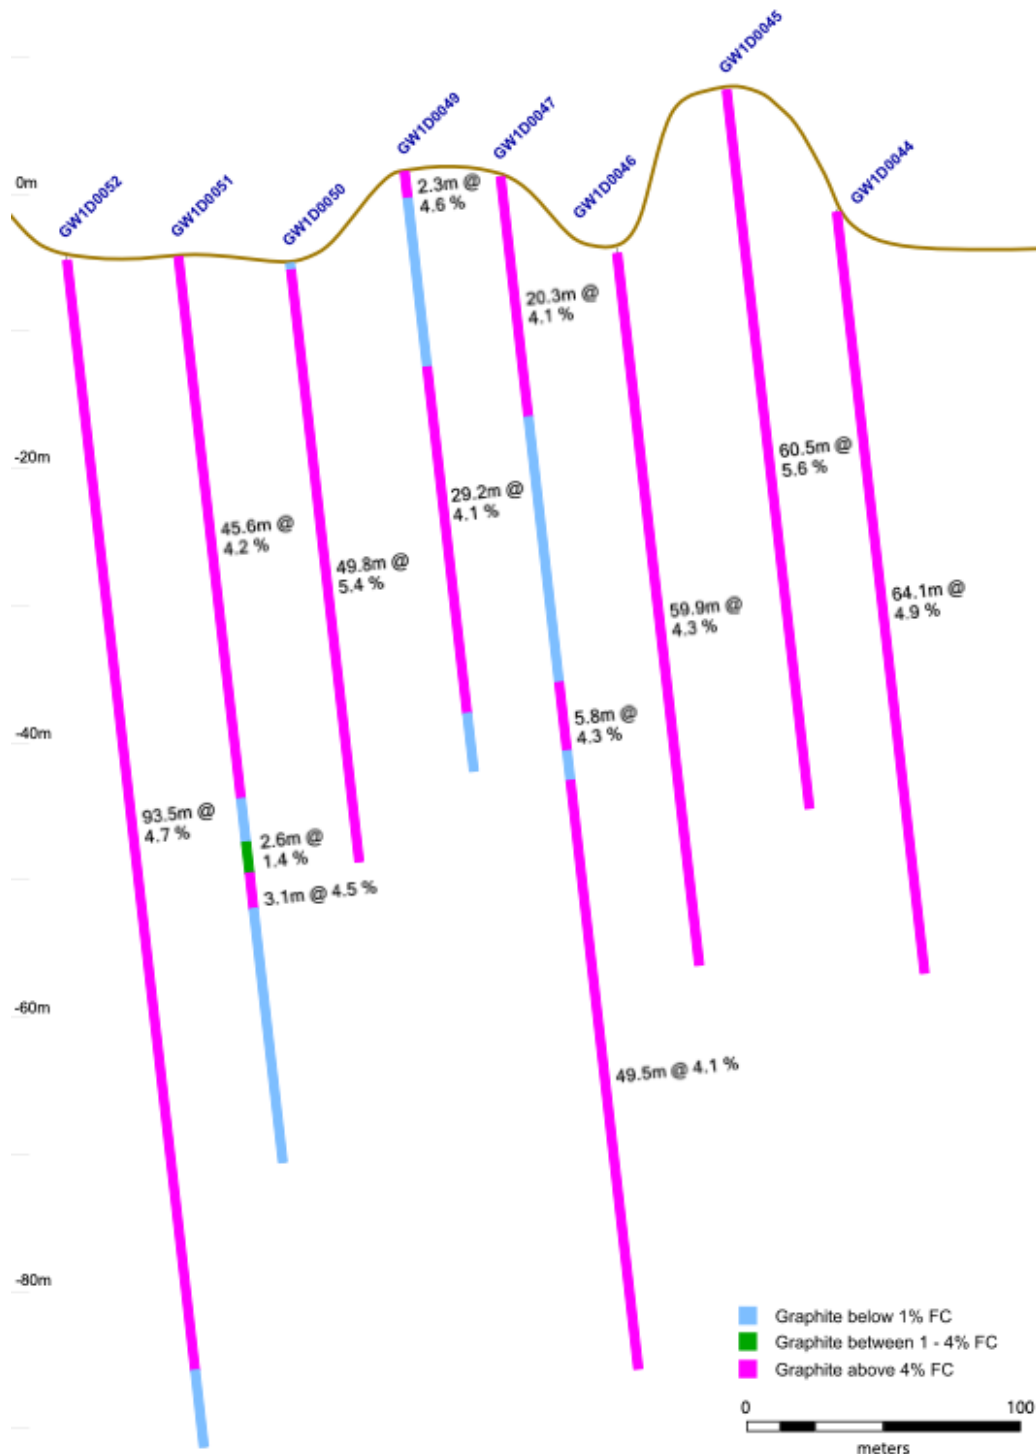 GW1D0045
GW1D0049
GW1D0047
GW1D0044
GW1D0052
GW1D0051
GW1D0050
GW1D0046
0m
2.3m @
4.6 %
20.3m @
4.1 %
-20m
60.5m @
5.6 %
29.2m @
4.1 %
45.6m @
4.2 %
49.8m @
5.4 %
59.9m @
4.3 %
64.1m @
4.9 %
-40m
5.8m @
4.3 %
93.5m @
4.7 %
2.6m @
1.4 %
3.1m @ 4.5 %
-60m
49.5m @ 4.1 %
-80m
Graphite below 1% FC
Graphite between 1 - 4% FC
Graphite above 4% FC
0 100
meters